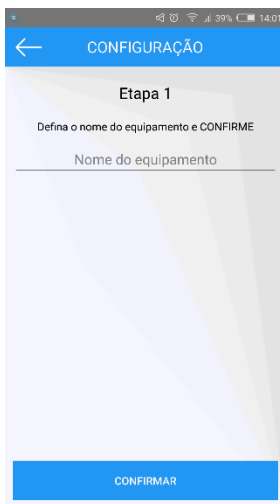 39% 14:01
CONFIGURAÇÃO
Etapa 1
Defina o nome do equipamento e CONFIRME
Nome do equipamento
CONFIRMAR